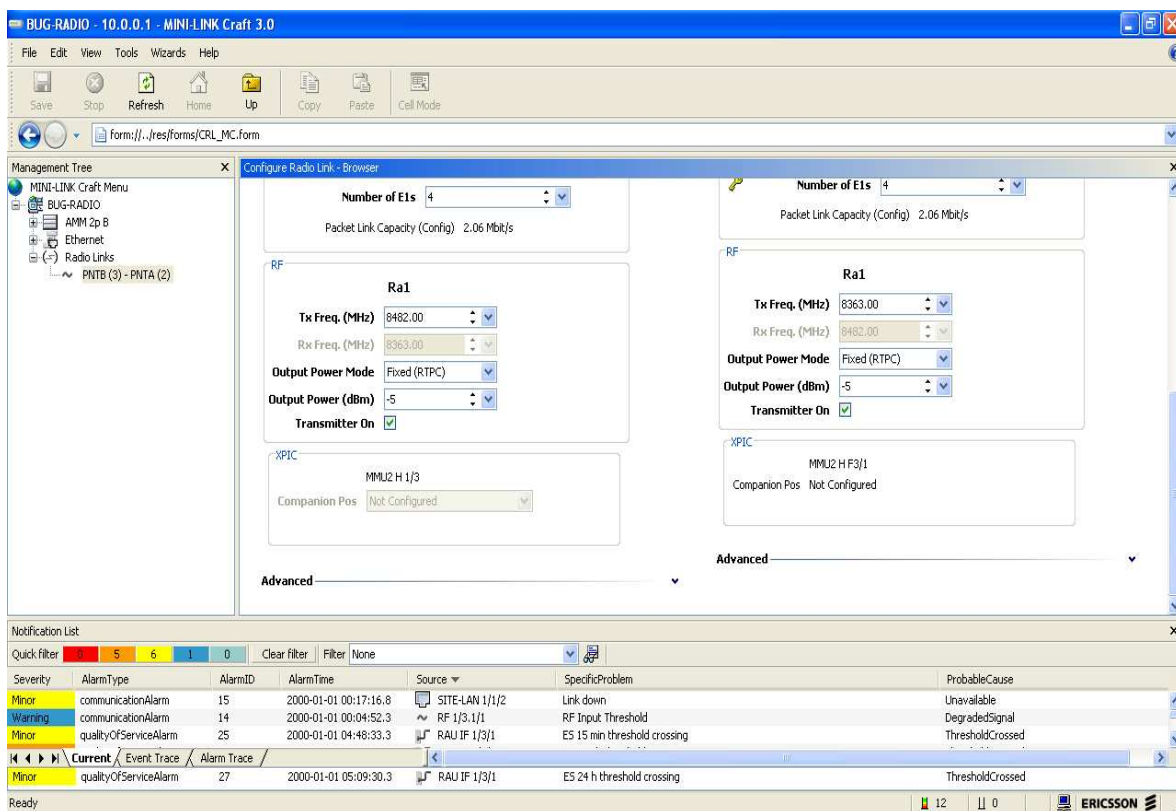 BUG-RADIO - 10.0.0.1 - MINI-LINK Craft 3.0
File Edit View Tools Wizards Help
Save Stop Refresh Home Up Copy Paste Cell Mode
form://../res/forms/CRL_MC.form
Management Tree X
MINI-LINK Craft Menu
BUG-RADIO
AMM 2p B
Ethernet
Radio Links
PNTB (3) - PNTA (2)
Configure Radio Link - Browser
Number of E1s 4
Packet Link Capacity (Config) 2.06 Mbit/s
RF
Ra1
Tx Freq. (MHz) 8482.00
Rx Freq. (MHz) 8363.00
Output Power Mode Fixed (RTPC)
Output Power (dBm) -5
Transmitter On
XPIC
MMU2 H 1/3
Companion Pos Not Configured
Advanced
Number of E1s 4
Packet Link Capacity (Config) 2.06 Mbit/s
RF
Ra1
Tx Freq. (MHz) 8363.00
Rx Freq. (MHz) 8482.00
Output Power Mode Fixed (RTPC)
Output Power (dBm) -5
Transmitter On
XPIC
MMU2 H F3/1
Companion Pos Not Configured
Advanced
Notification List
Quick filter 0 5 6 1 0 Clear filter Filter None
Severity AlarmType AlarmID AlarmTime Source SpecificProblem ProbableCause
Minor communicationAlarm 15 2000-01-01 00:17:16.8 SITE-LAN 1/1/2 Link down Unavailable
Warning communicationAlarm 14 2000-01-01 00:04:52.3 RF 1/3.1/1 RF Input Threshold DegradedSignal
Minor qualityOfServiceAlarm 25 2000-01-01 04:48:33.3 RAU IF 1/3/1 ES 15 min threshold crossing ThresholdCrossed
Current Event Trace Alarm Trace
Minor qualityOfServiceAlarm 27 2000-01-01 05:09:30.3 RAU IF 1/3/1 ES 24 h threshold crossing ThresholdCrossed
Ready 12 0 ERICSSON